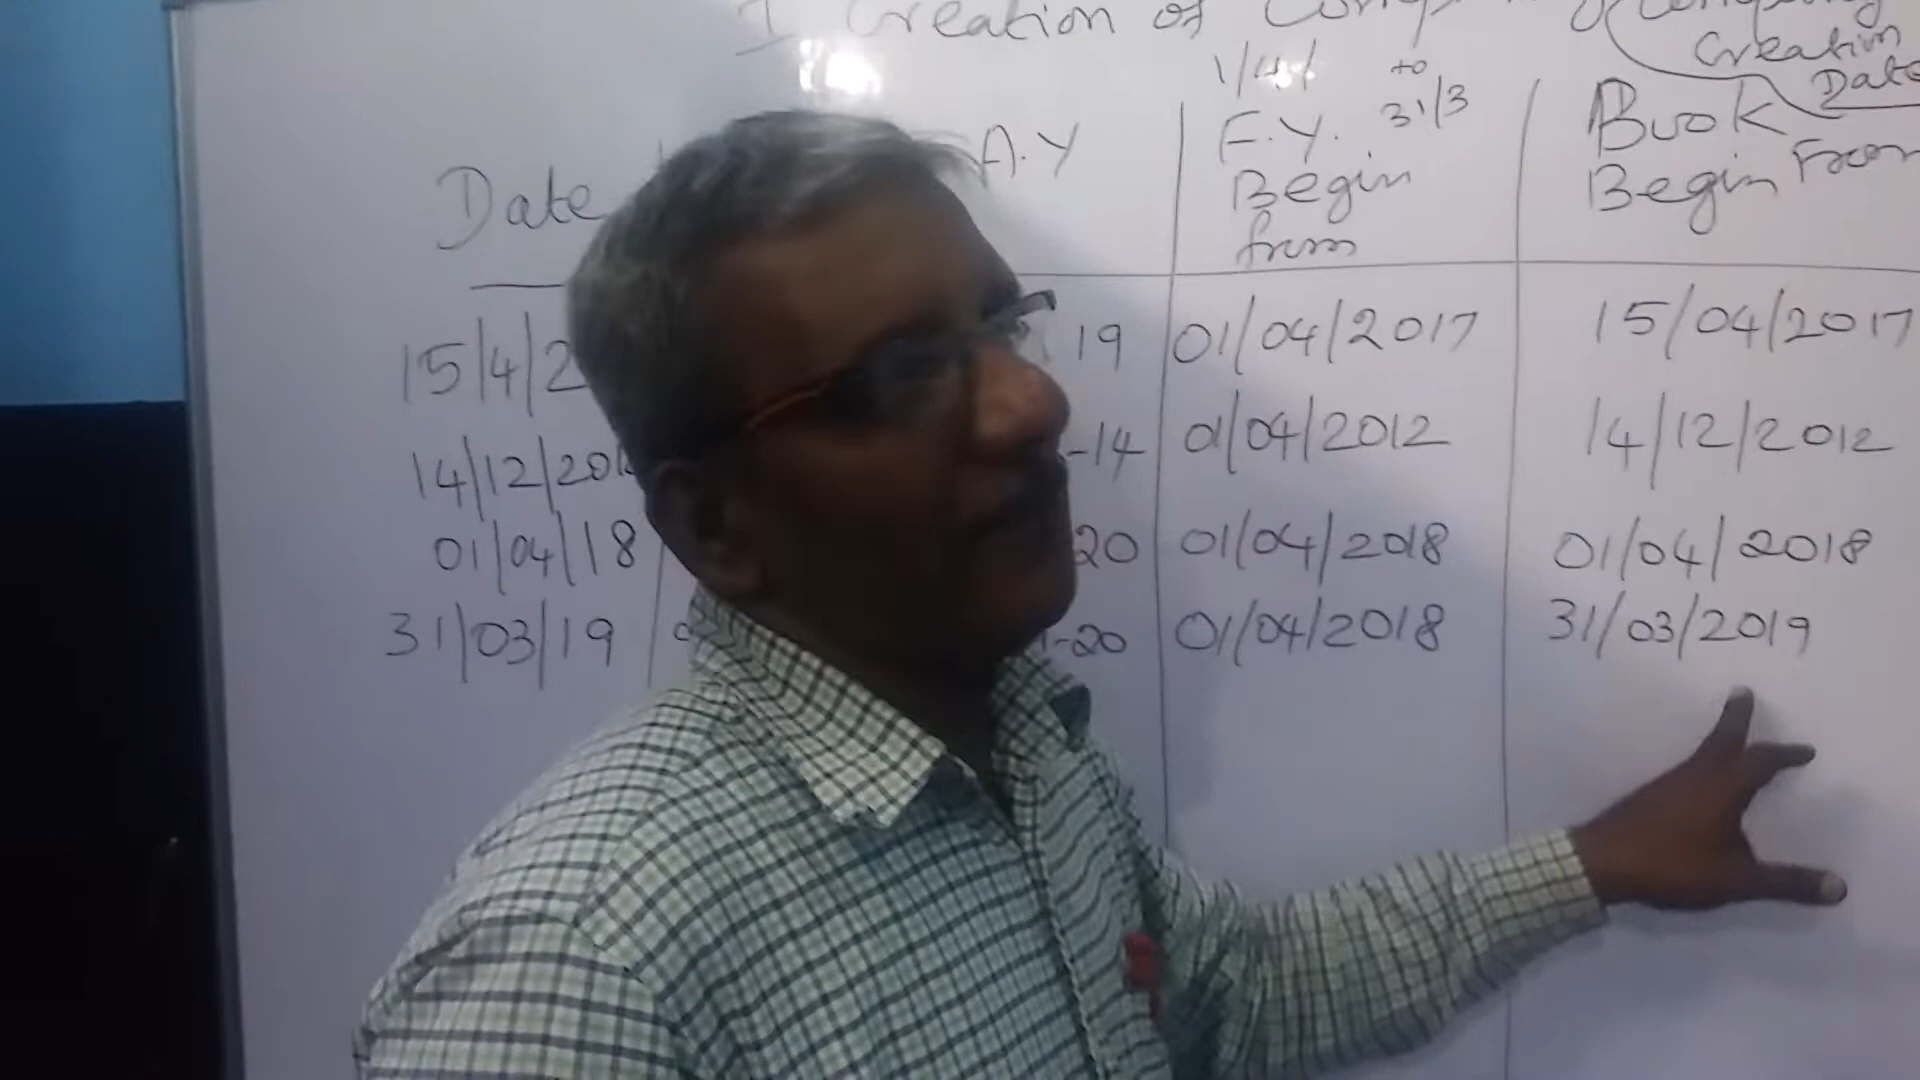 I Creation of
Company
Creation
Date
1/4/ to 31/3
Date A.Y F.Y. Begin from Book Begin From
15/4/2 19 01/04/2017 15/04/2017
14/12/201 -14 01/04/2012 14/12/2012
01/04/18 20 01/04/2018 01/04/2018
31/03/19 -20 01/04/2018 31/03/2019